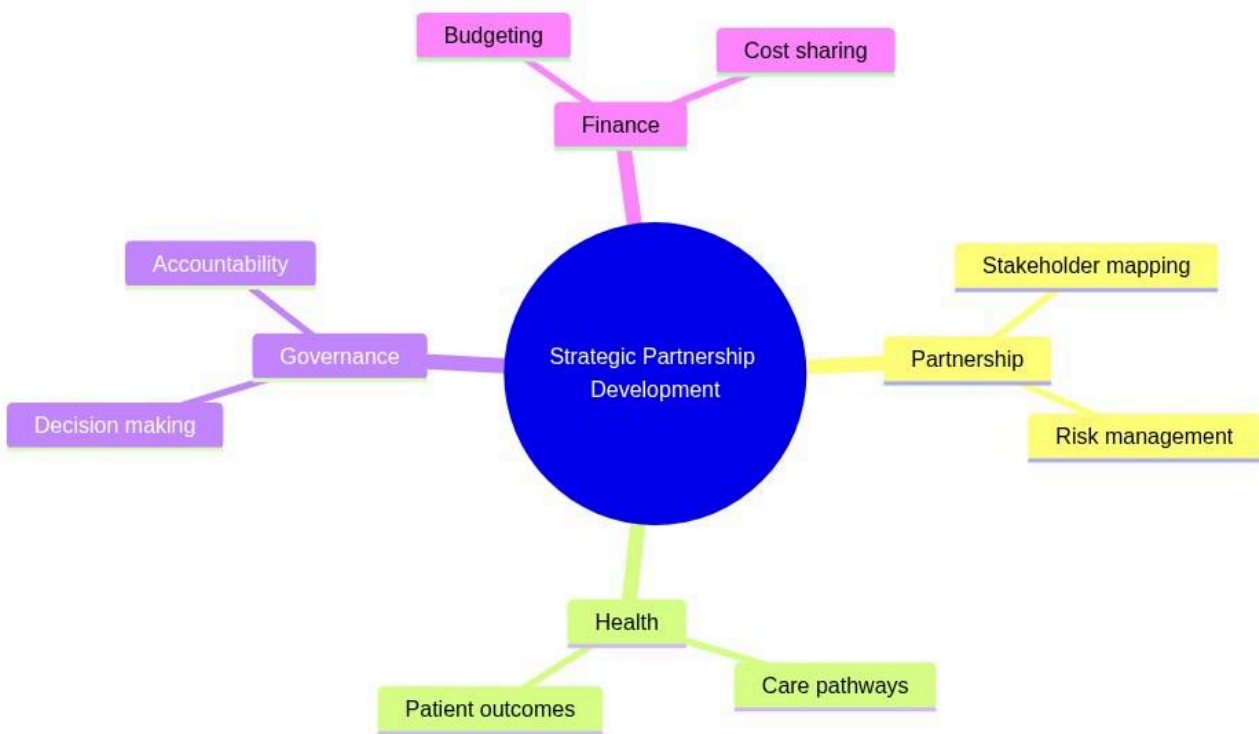 Budgeting
Cost sharing
Finance
Accountability
Stakeholder mapping
Governance
Strategic Partnership
Development
Partnership
Decision making
Risk management
Health
Care pathways
Patient outcomes